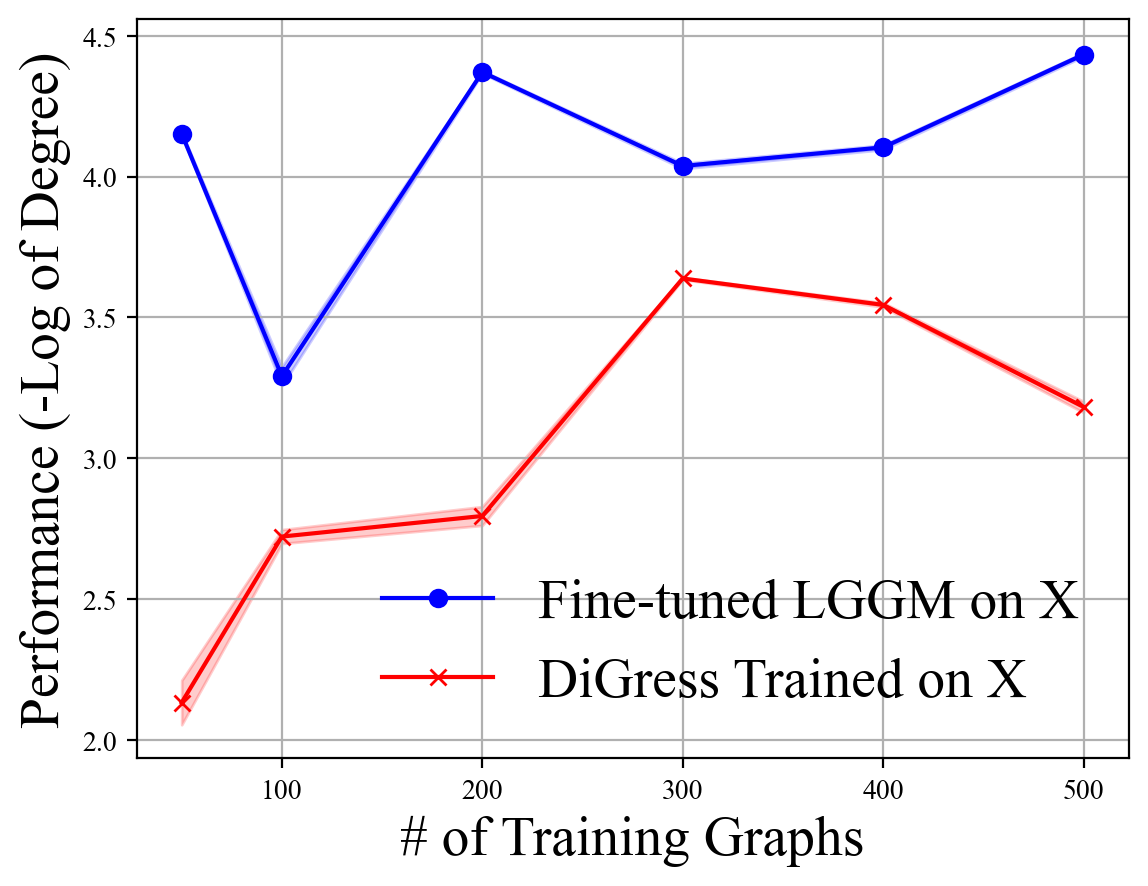 Performance (-Log of Degree)
4.5
4.0
3.5
3.0
2.5
2.0
Fine-tuned LGGM on X
DiGress Trained on X
100 200 300 400 500
# of Training Graphs